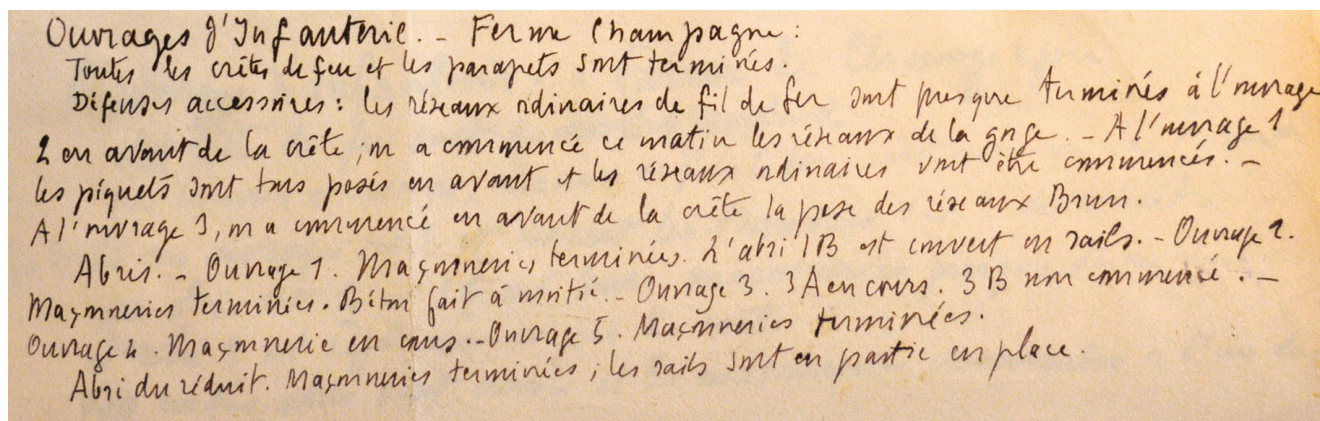 Ouvrages d'Infanterie. - Ferme Champagne :
Toutes les crêtes de feu et les parapets sont terminés.
Défenses accessoires : les réseaux ordinaires de fil de fer sont presque terminés à l'ouvrage
2 en avant de la crête ; on a commencé ce matin les réseaux de la gorge. - A l'ouvrage 1
les piquets sont tous posés en avant et les réseaux ordinaires vont être commencés. -
A l'ouvrage 3, on a commencé en avant de la crête la pose des réseaux Brun.
Abris. - Ouvrage 1. Maçonneries terminées. L'abri 1B est couvert en rails. - Ouvrage 2.
Maçonneries terminées. Béton fait à moitié. - Ouvrage 3. 3A en cours. 3B non commencé. -
Ouvrage 4. Maçonnerie en cours. - Ouvrage 5. Maçonneries terminées.
Abri du réduit. Maçonneries terminées ; les rails sont en partie en place.